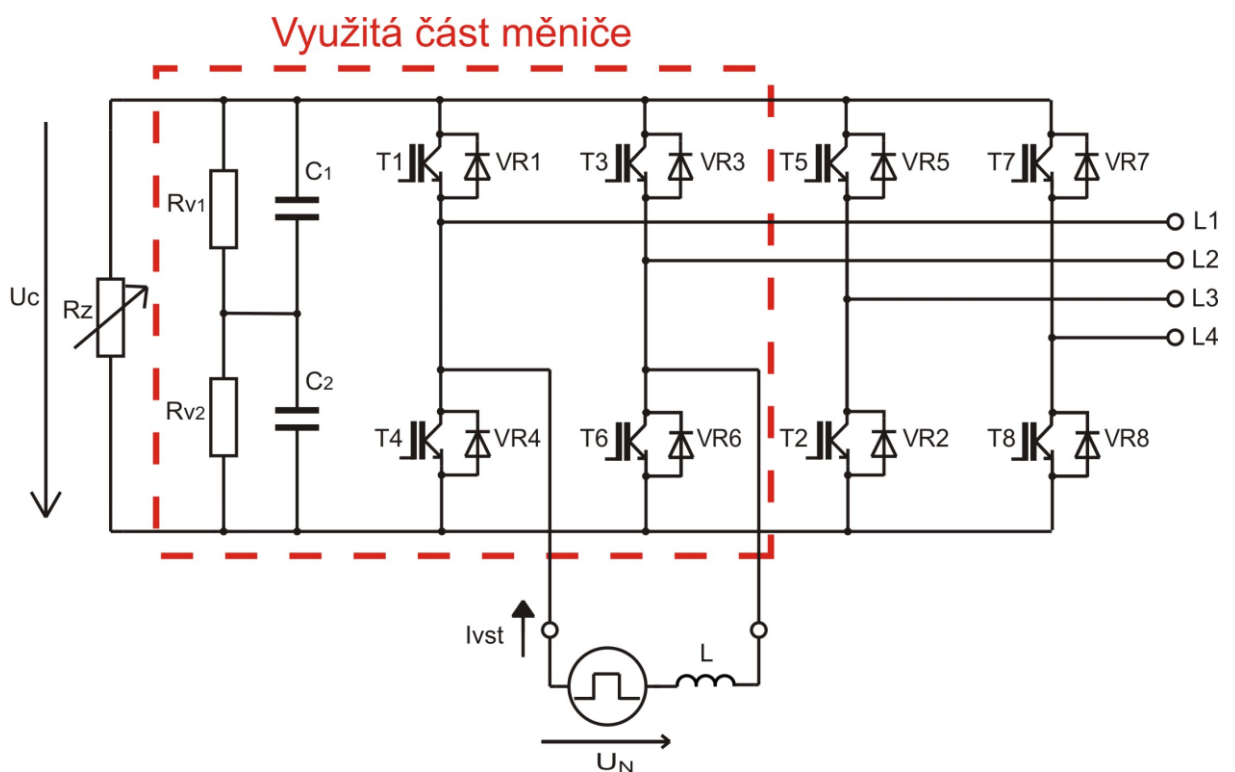 Využitá část měniče
T1 VR1 T3 VR3 T5 VR5 T7 VR7
C1
Rv1
L1
L2
Uc Rz L3
L4
C2
Rv2
T4 VR4 T6 VR6 T2 VR2 T8 VR8
Ivst
L
UN